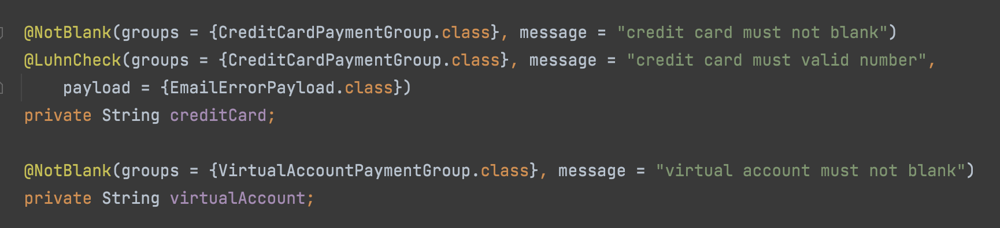 @NotBlank(groups = {CreditCardPaymentGroup.class}, message = "credit card must not blank")
@LuhnCheck(groups = {CreditCardPaymentGroup.class}, message = "credit card must valid number",
payload = {EmailErrorPayload.class})
private String creditCard;
@NotBlank(groups = {VirtualAccountPaymentGroup.class}, message = "virtual account must not blank")
private String virtualAccount;